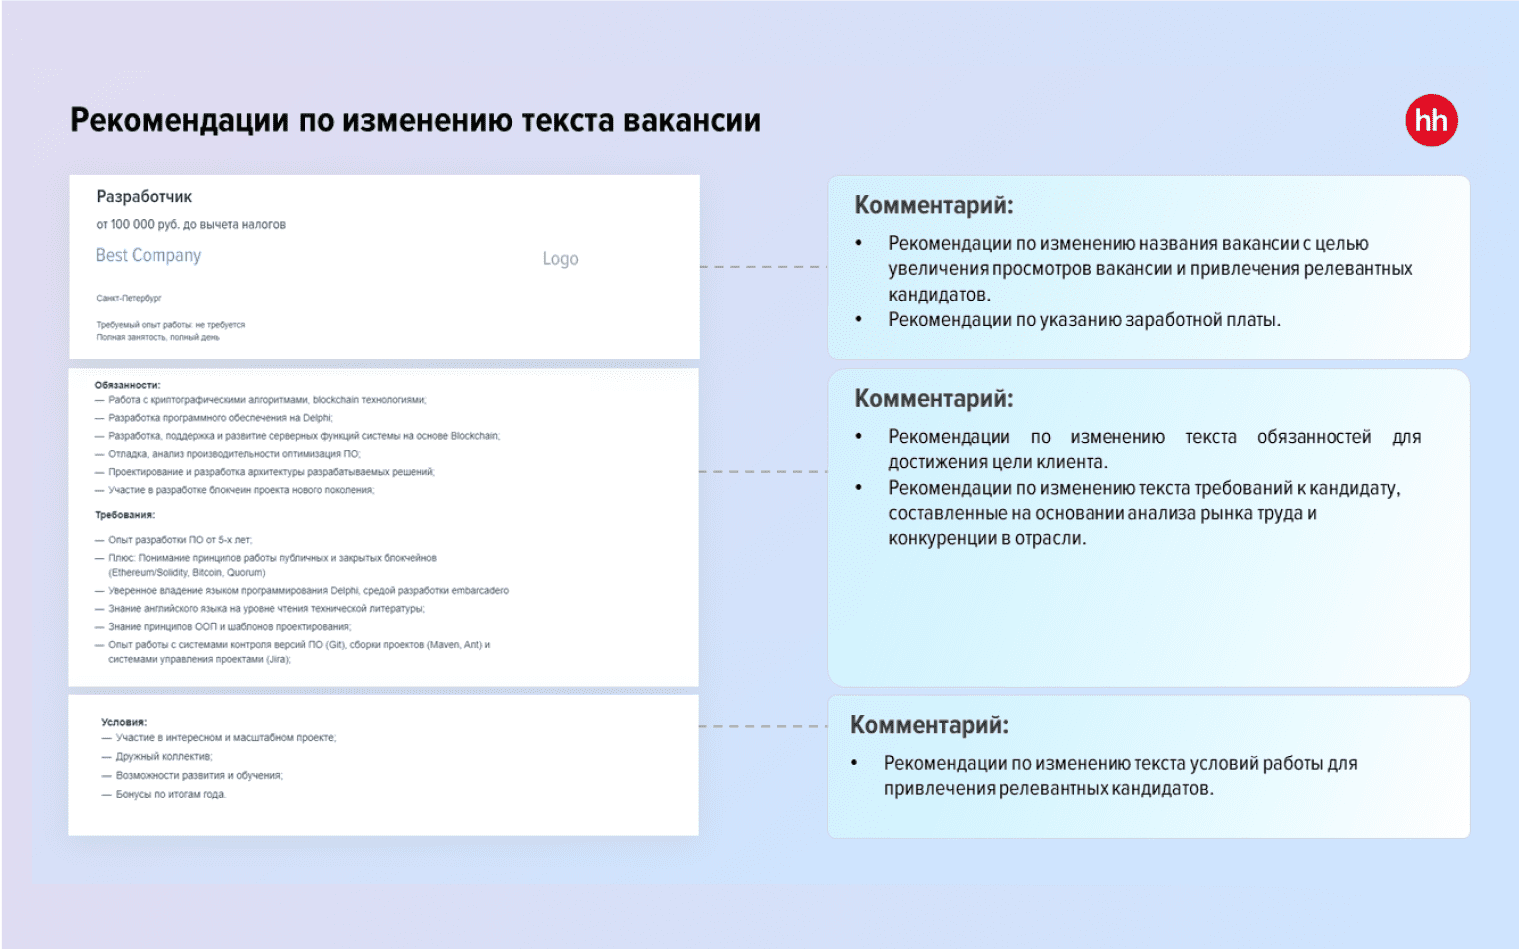 Рекомендации по изменению текста вакансии
hh
Разработчик
от 100 000 руб. до вычета налогов
Best Company
Logo
Санкт-Петербург
Требуемый опыт работы: не требуется
Полная занятость, полный день
Комментарий:
• Рекомендации по изменению названия вакансии с целью
увеличения просмотров вакансии и привлечения релевантных
кандидатов.
• Рекомендации по указанию заработной платы.
Обязанности:
— Работа с криптографическими алгоритмами, blockchain технологиями;
— Разработка программного обеспечения на Delphi;
— Разработка, поддержка и развитие серверных функций системы на основе Blockchain;
— Отладка, анализ производительности оптимизация ПО;
— Проектирование и разработка архитектуры разрабатываемых решений;
— Участие в разработке блокчеин проекта нового поколения;
Требования:
— Опыт разработки ПО от 5-х лет;
— Плюс: Понимание принципов работы публичных и закрытых блокчейнов
(Ethereum/Solidity, Bitcoin, Quorum)
— Уверенное владение языком программирования Delphi, средой разработки embarcadero
— Знание английского языка на уровне чтения технической литературы;
— Знание принципов ООП и шаблонов проектирования;
— Опыт работы с системами контроля версий ПО (Git), сборки проектов (Maven, Ant) и
системами управления проектами (Jira);
Комментарий:
• Рекомендации по изменению текста обязанностей для
достижения цели клиента.
• Рекомендации по изменению текста требований к кандидату,
составленные на основании анализа рынка труда и
конкуренции в отрасли.
Условия:
— Участие в интересном и масштабном проекте;
— Дружный коллектив;
— Возможности развития и обучения;
— Бонусы по итогам года.
Комментарий:
• Рекомендации по изменению текста условий работы для
привлечения релевантных кандидатов.